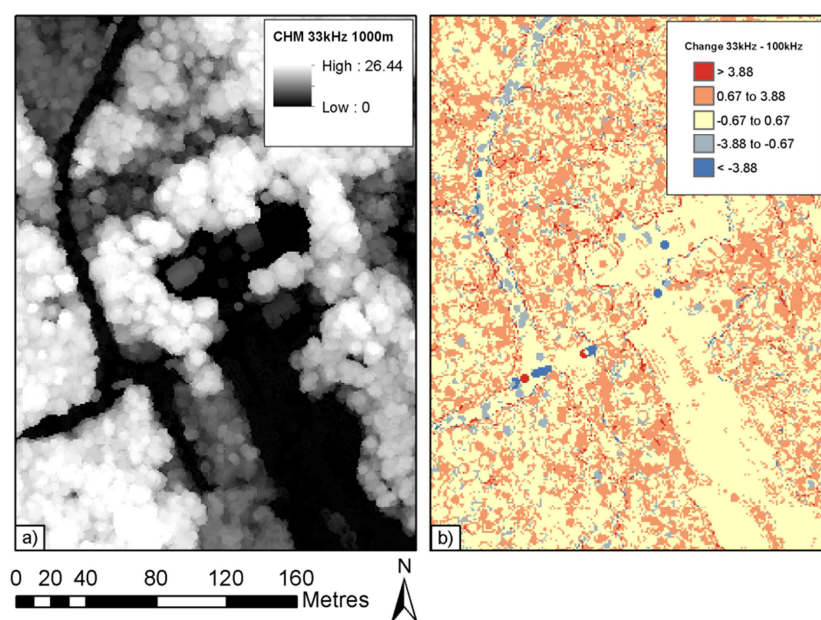 CHM 33kHz 1000m
High : 26.44
Low : 0
a)
Change 33kHz - 100kHz
> 3.88
0.67 to 3.88
-0.67 to 0.67
-3.88 to -0.67
< -3.88
b)
0 20 40 80 120 160
Metres
N